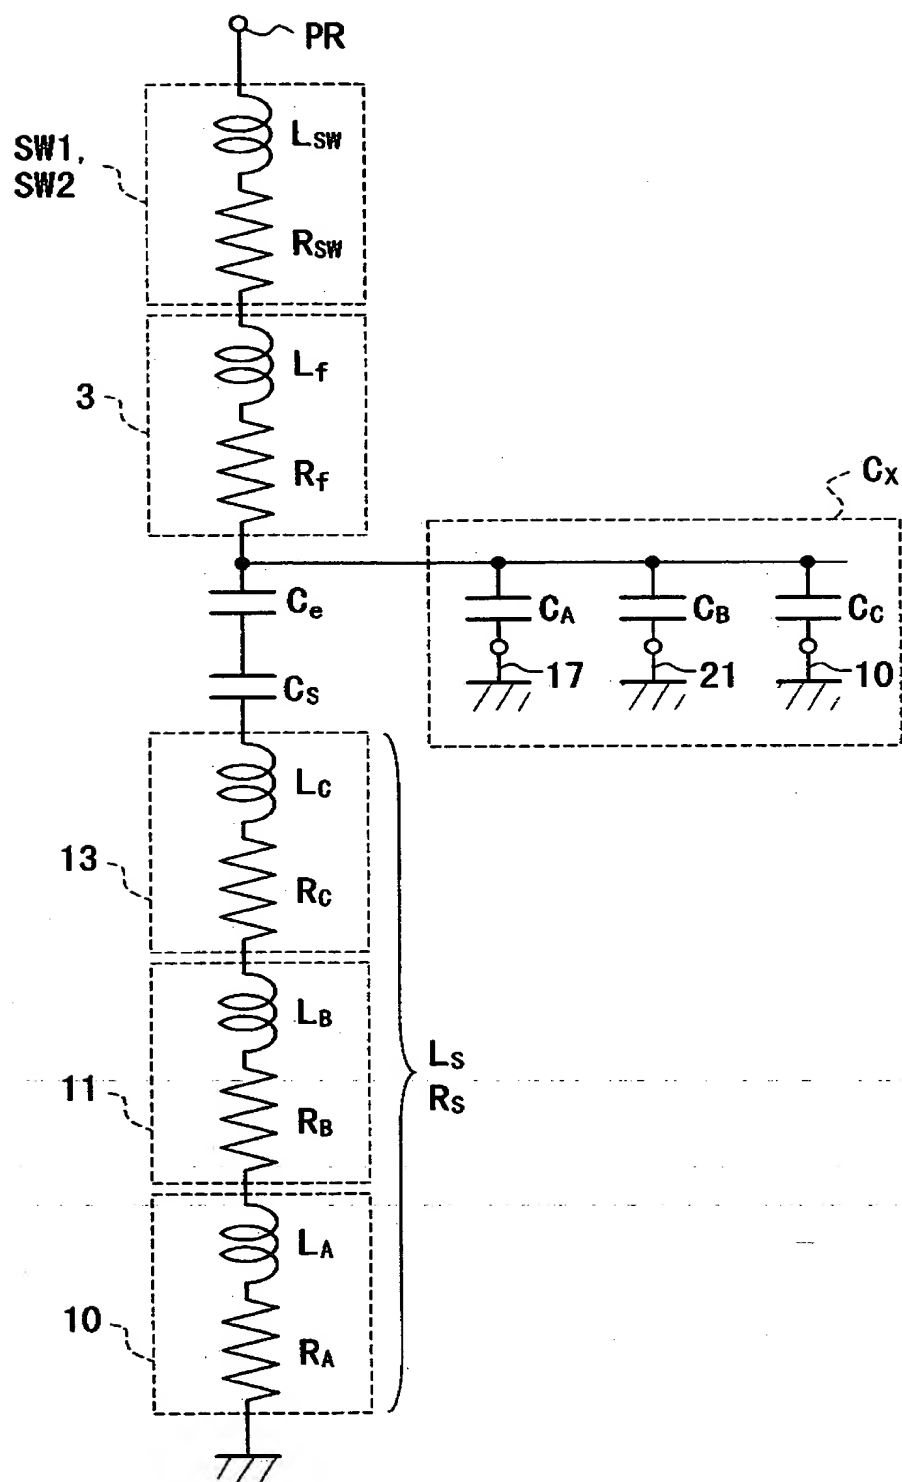 PR
LSW
SW1,
SW2
RSW
Lf
3
Rf
CX
Ce
CA
CB
CC
17
21
10
CS
LC
13
RC
LB
LS
11
RS
RB
LA
10
RA